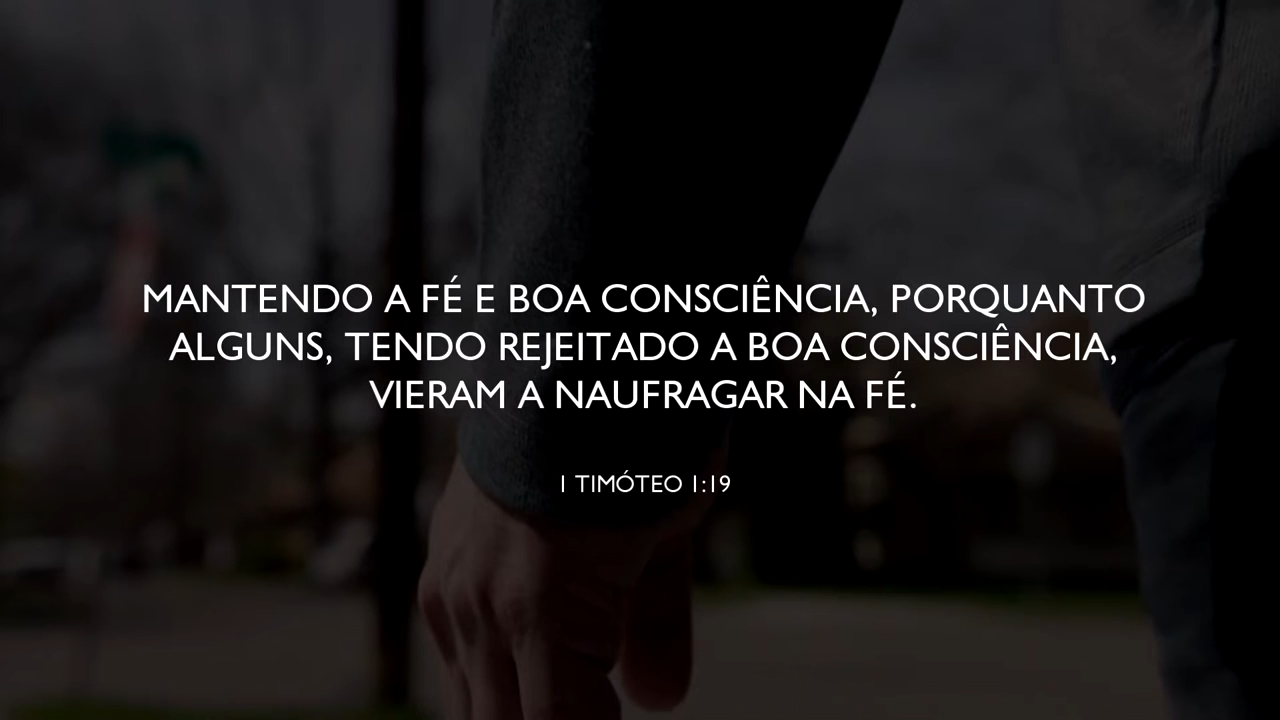 MANTENDO A FÉ E BOA CONSCIÊNCIA, PORQUANTO
ALGUNS, TENDO REJEITADO A BOA CONSCIÊNCIA,
VIERAM A NAUFRAGAR NA FÉ.
1 TIMÓTEO 1:19